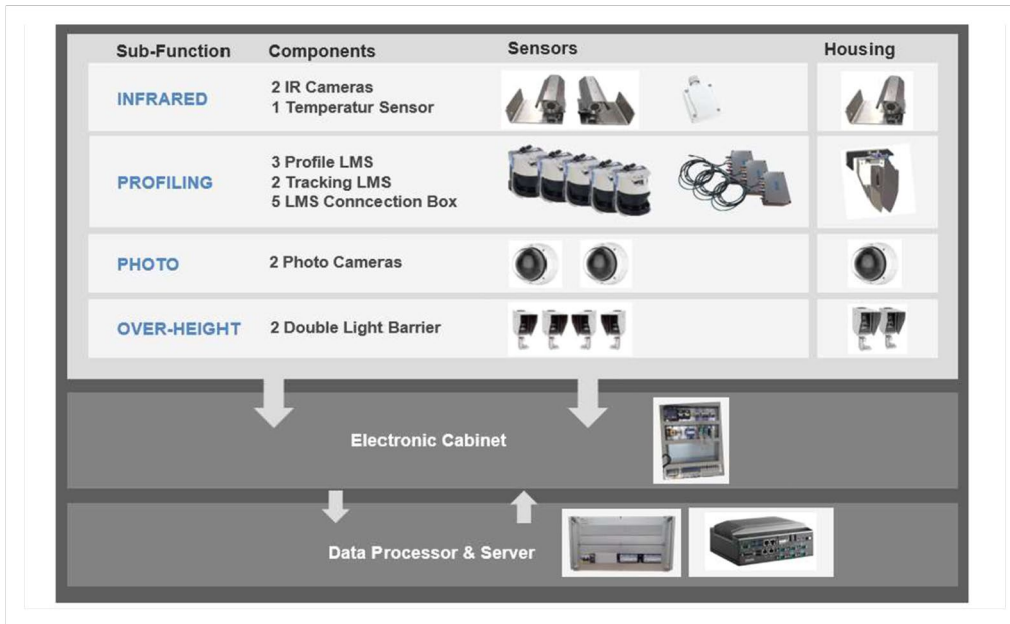 Sub-Function Components Sensors Housing
INFRARED
2 IR Cameras
1 Temperatur Sensor
PROFILING
3 Profile LMS
2 Tracking LMS
5 LMS Conncection Box
PHOTO
2 Photo Cameras
OVER-HEIGHT
2 Double Light Barrier
Electronic Cabinet
Data Processor & Server